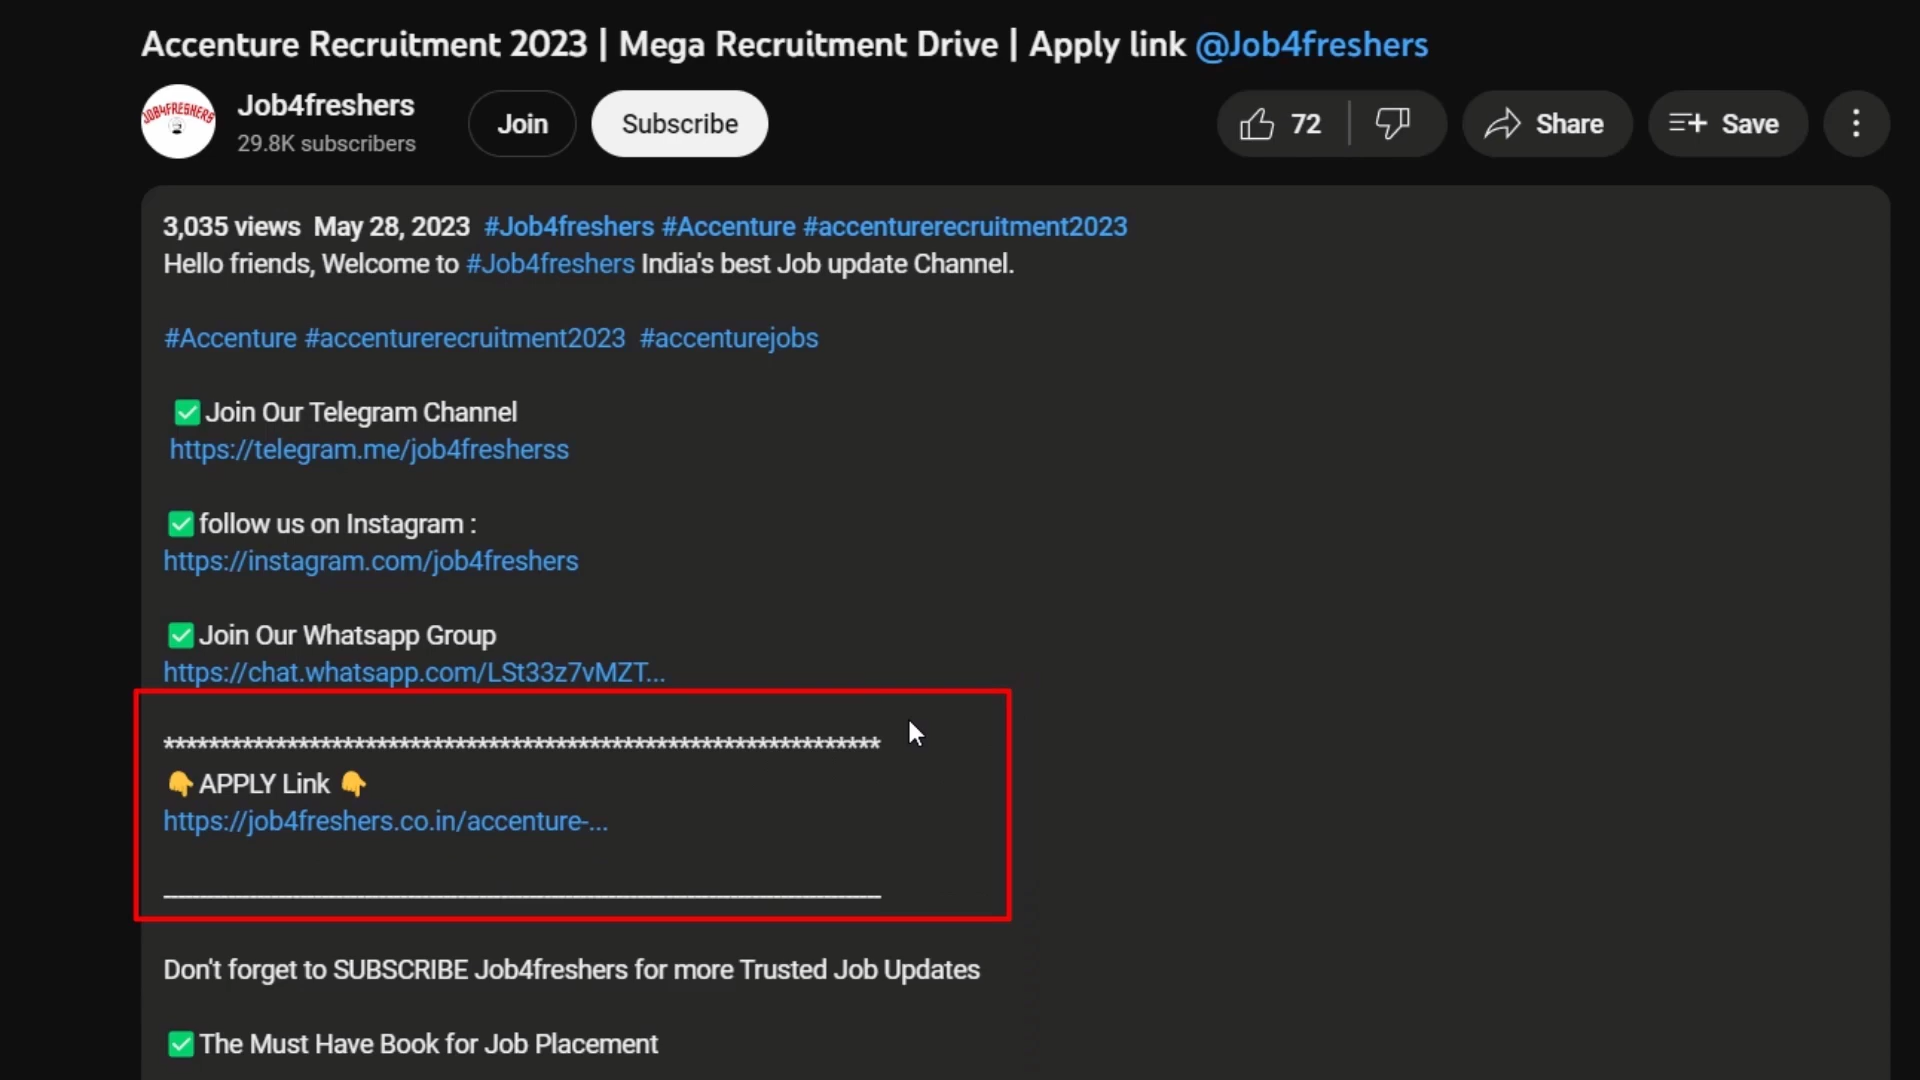 Accenture Recruitment 2023 | Mega Recruitment Drive | Apply link @Job4freshers
JOB4FRESHERS
Job4freshers
29.8K subscribers
Join
Subscribe
72
Share
Save
3,035 views May 28, 2023 #Job4freshers #Accenture #accenturerecruitment2023
Hello friends, Welcome to #Job4freshers India's best Job update Channel.
#Accenture #accenturerecruitment2023 #accenturejobs
✅Join Our Telegram Channel
https://telegram.me/job4fresherss
✅follow us on Instagram :
https://instagram.com/job4freshers
✅Join Our Whatsapp Group
https://chat.whatsapp.com/LSt33z7vMZT...
*****************************************************************
👇APPLY Link 👇
https://job4freshers.co.in/accenture-...
_________________________________________________________________
Don't forget to SUBSCRIBE Job4freshers for more Trusted Job Updates
✅The Must Have Book for Job Placement